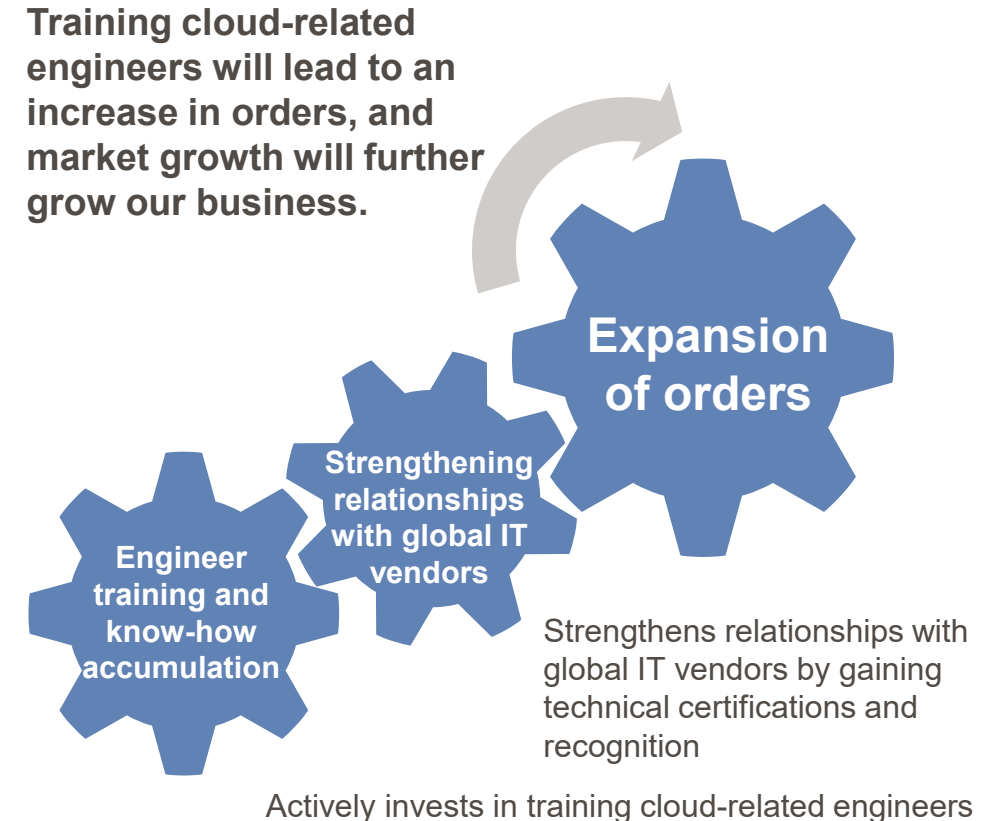 Training cloud-related
engineers will lead to an
increase in orders, and
market growth will further
grow our business.
Expansion
of orders
Strengthening
relationships
with global IT
vendors
Engineer
training and
know-how
accumulation
Strengthens relationships with
global IT vendors by gaining
technical certifications and
recognition
Actively invests in training cloud-related engineers